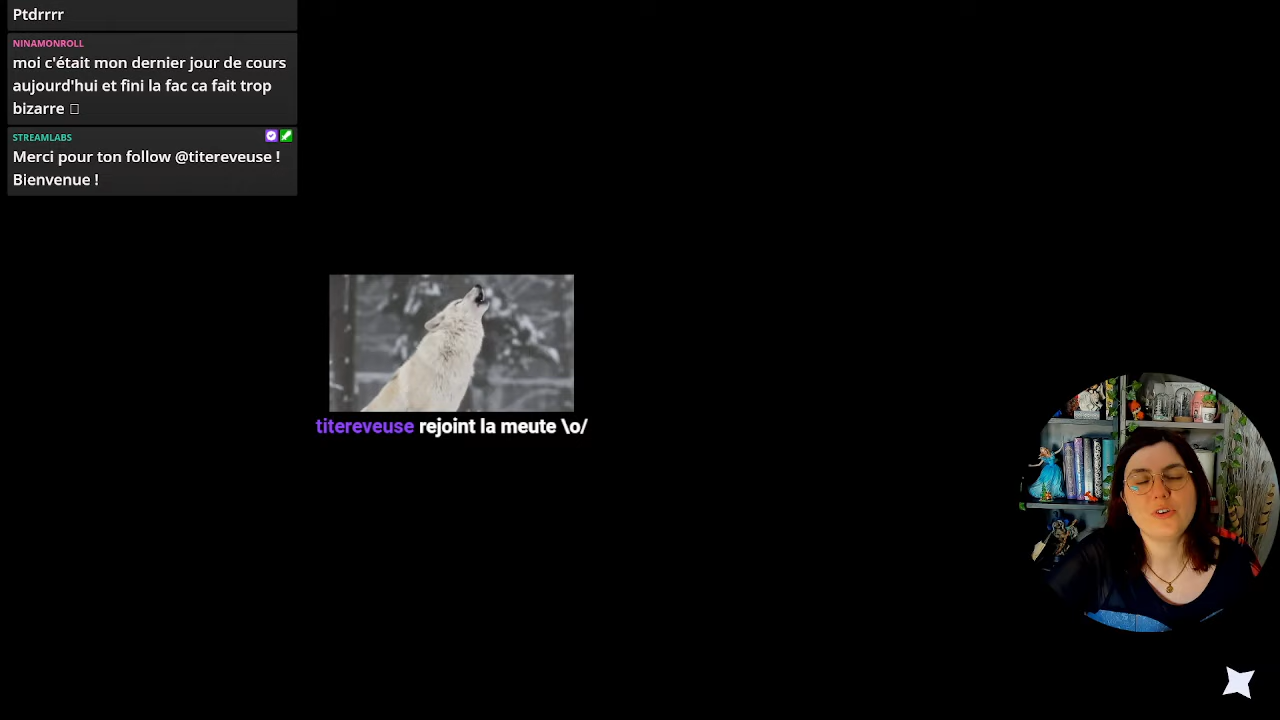 Ptdrrrr
NINAMONROLL
moi c'était mon dernier jour de cours
aujourd'hui et fini la fac ca fait trop
bizarre
STREAMLABS
Merci pour ton follow @titereveuse !
Bienvenue !
titereveuse rejoint la meute \o/